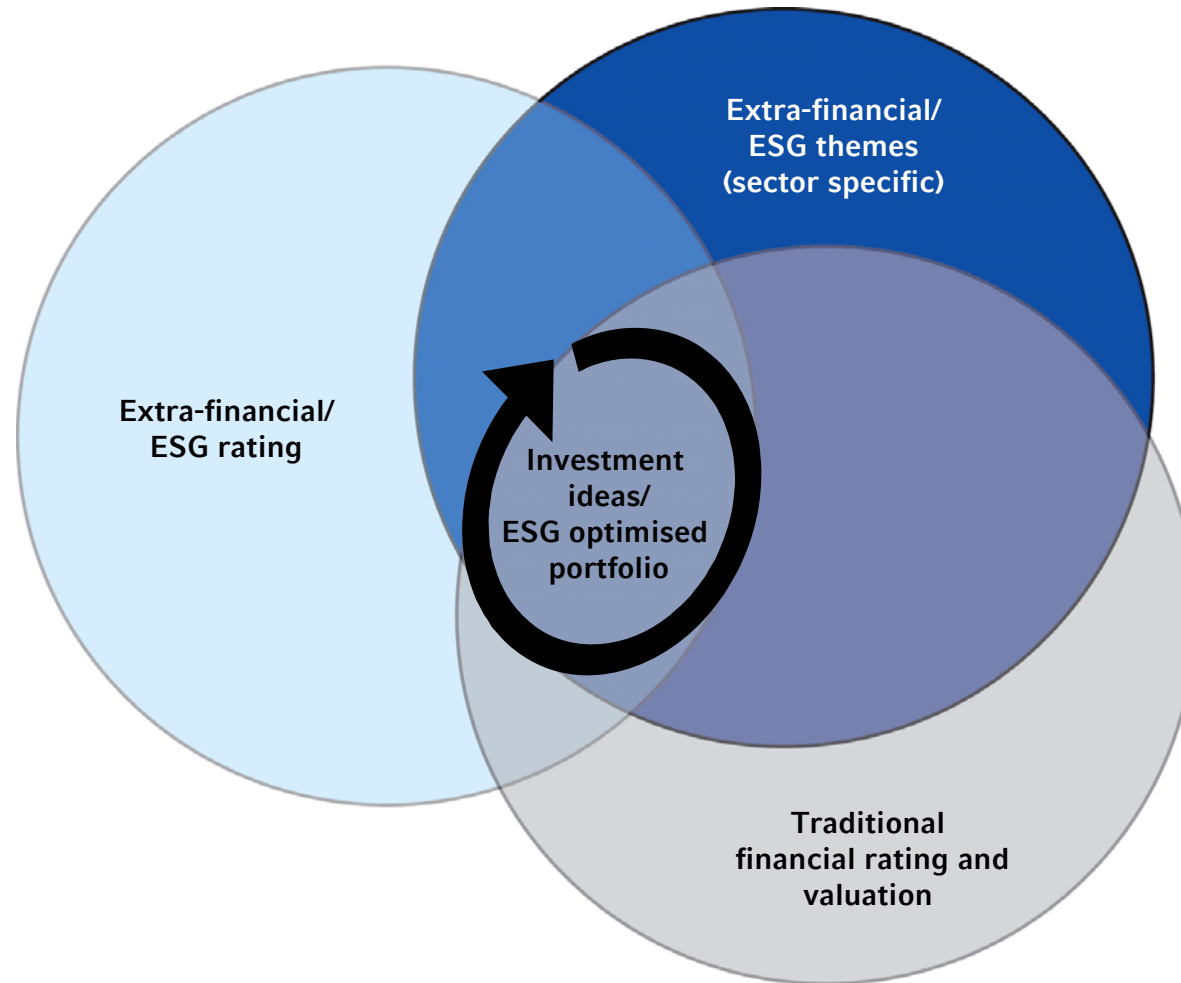 Extra-financial/
ESG themes
(sector specific)
Extra-financial/
ESG rating
Investment
ideas/
ESG optimised
portfolio
Traditional
financial rating and
valuation